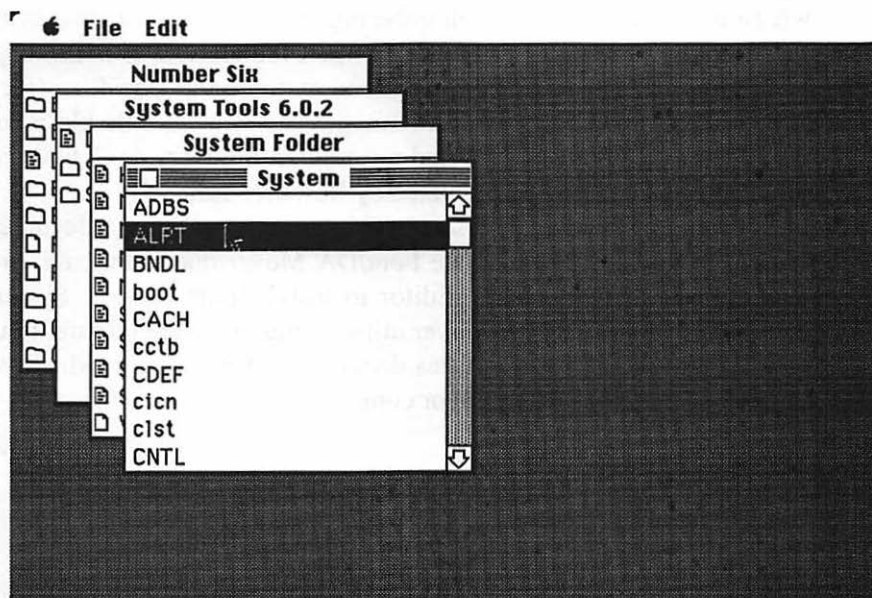 File Edit
Number Six
System Tools 6.0.2
System Folder
System
ADBS
ALRT
BNDL
boot
CACH
cctb
CDEF
cicn
clst
CNTL